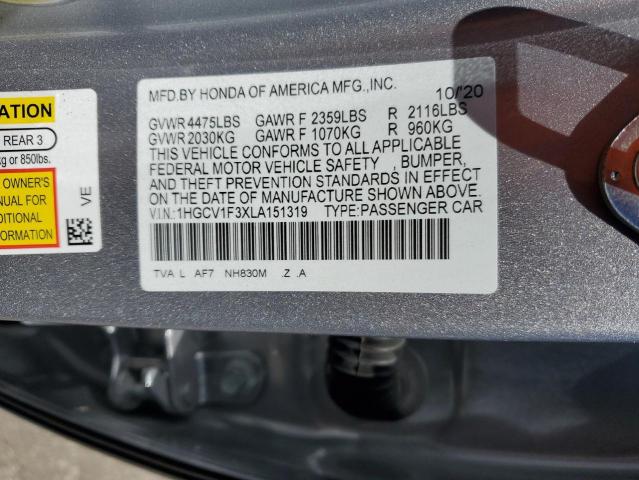 ATION
REAR 3
kg or 850lbs.
OWNER'S
NUAL FOR
DITIONAL
FORMATION
VE
MFD.BY HONDA OF AMERICA MFG.,INC. 10/'20
GVWR 4475LBS GAWR F 2359LBS R 2116LBS
GVWR 2030KG GAWR F 1070KG R 960KG
THIS VEHICLE CONFORMS TO ALL APPLICABLE
FEDERAL MOTOR VEHICLE SAFETY , BUMPER,
AND THEFT PREVENTION STANDARDS IN EFFECT
ON THE DATE OF MANUFACTURE SHOWN ABOVE.
V.I.N.:1HGCV1F3XLA151319 TYPE:PASSENGER CAR
TVA L AF7 NH830M .Z .A